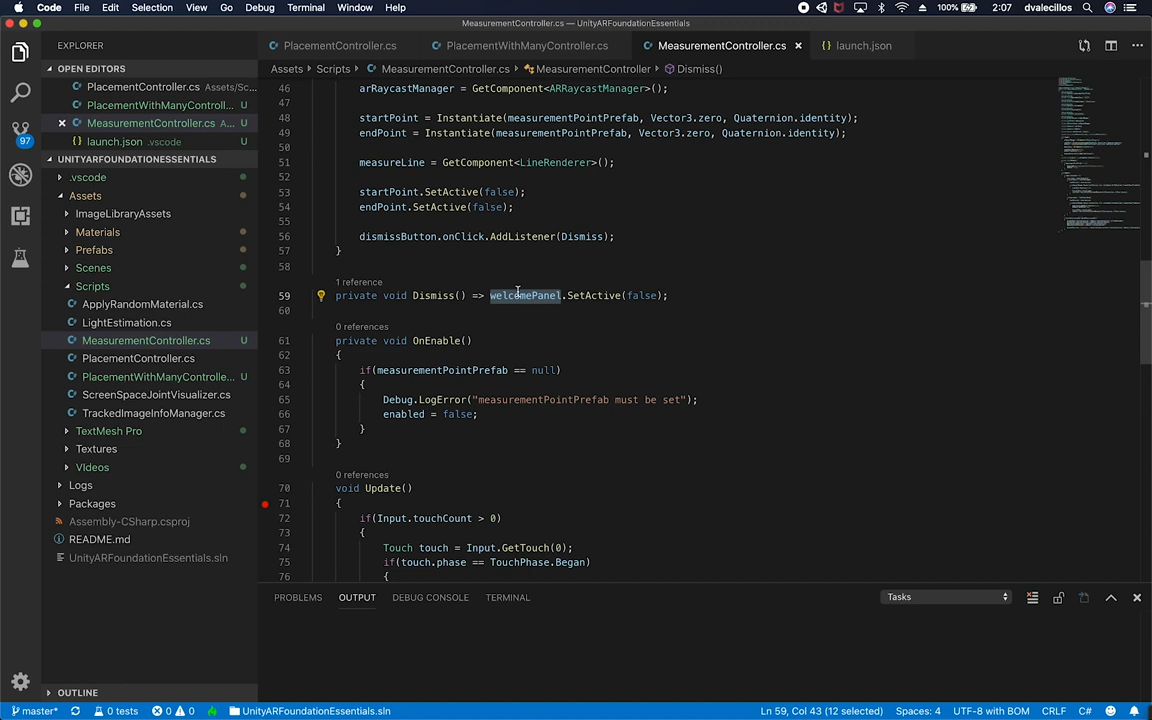 Code File Edit Selection View Go Debug Terminal Window Help 100% 2:07 dvalecillos
MeasurementController.cs — UnityARFoundationEssentials
EXPLORER PlacementController.cs PlacementWithManyController.cs MeasurementController.cs × launch.json
OPEN EDITORS Assets › Scripts › MeasurementController.cs › MeasurementController › Dismiss()
PlacementController.cs Assets/Sc...
PlacementWithManyControll... U
MeasurementController.cs A... U
launch.json .vscode U
UNITYARFOUNDATIONESSENTIALS
.vscode
Assets
ImageLibraryAssets
Materials
Prefabs
Scenes
Scripts
ApplyRandomMaterial.cs
LightEstimation.cs
MeasurementController.cs U
PlacementController.cs
PlacementWithManyControlle... U
ScreenSpaceJointVisualizer.cs
TrackedImageInfoManager.cs
TextMesh Pro
Textures
VIdeos
Logs
Packages
Assembly-CSharp.csproj
README.md
UnityARFoundationEssentials.sln
OUTLINE
97
46 arRaycastManager = GetComponent<ARRaycastManager>();
47
48 startPoint = Instantiate(measurementPointPrefab, Vector3.zero, Quaternion.identity);
49 endPoint = Instantiate(measurementPointPrefab, Vector3.zero, Quaternion.identity);
50
51 measureLine = GetComponent<LineRenderer>();
52
53 startPoint.SetActive(false);
54 endPoint.SetActive(false);
55
56 dismissButton.onClick.AddListener(Dismiss);
57 }
58
1 reference
59 private void Dismiss() => welcomePanel.SetActive(false);
60
0 references
61 private void OnEnable()
62 {
63 if(measurementPointPrefab == null)
64 {
65 Debug.LogError("measurementPointPrefab must be set");
66 enabled = false;
67 }
68 }
69
0 references
70 void Update()
71 {
72 if(Input.touchCount > 0)
73 {
74 Touch touch = Input.GetTouch(0);
75 if(touch.phase == TouchPhase.Began)
76 {
PROBLEMS OUTPUT DEBUG CONSOLE TERMINAL Tasks
master* 0 tests 0 0 UnityARFoundationEssentials.sln Ln 59, Col 43 (12 selected) Spaces: 4 UTF-8 with BOM CRLF C#